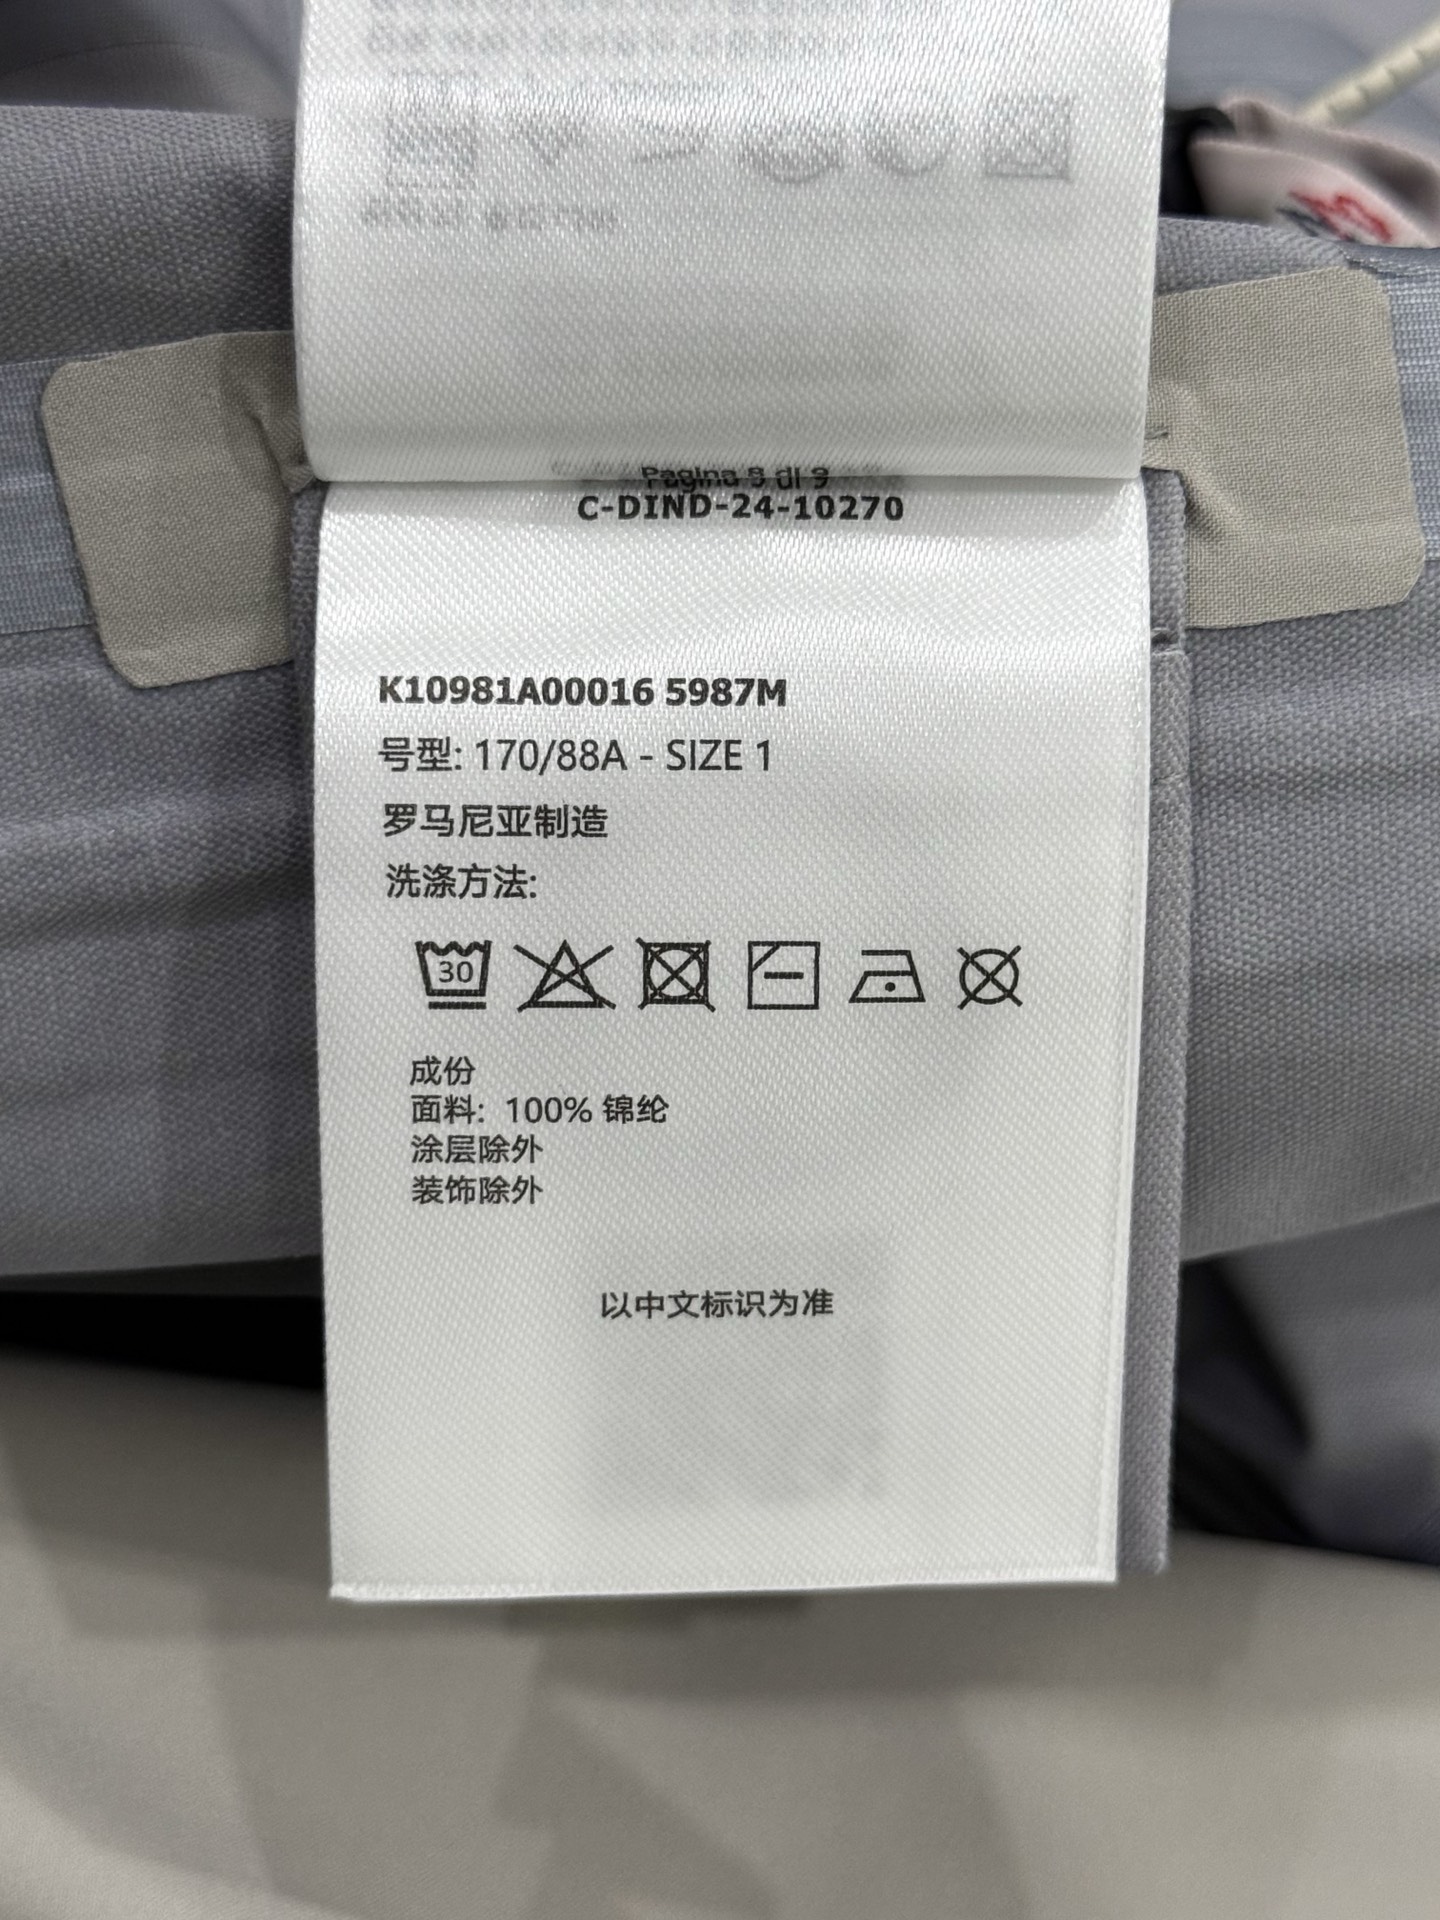 Pagina 8 di 9
C-DIND-24-10270
K10981A00016 5987M
号型: 170/88A - SIZE 1
罗马尼亚制造
洗涤方法:
30
成份
面料: 100% 锦纶
涂层除外
装饰除外
以中文标识为准